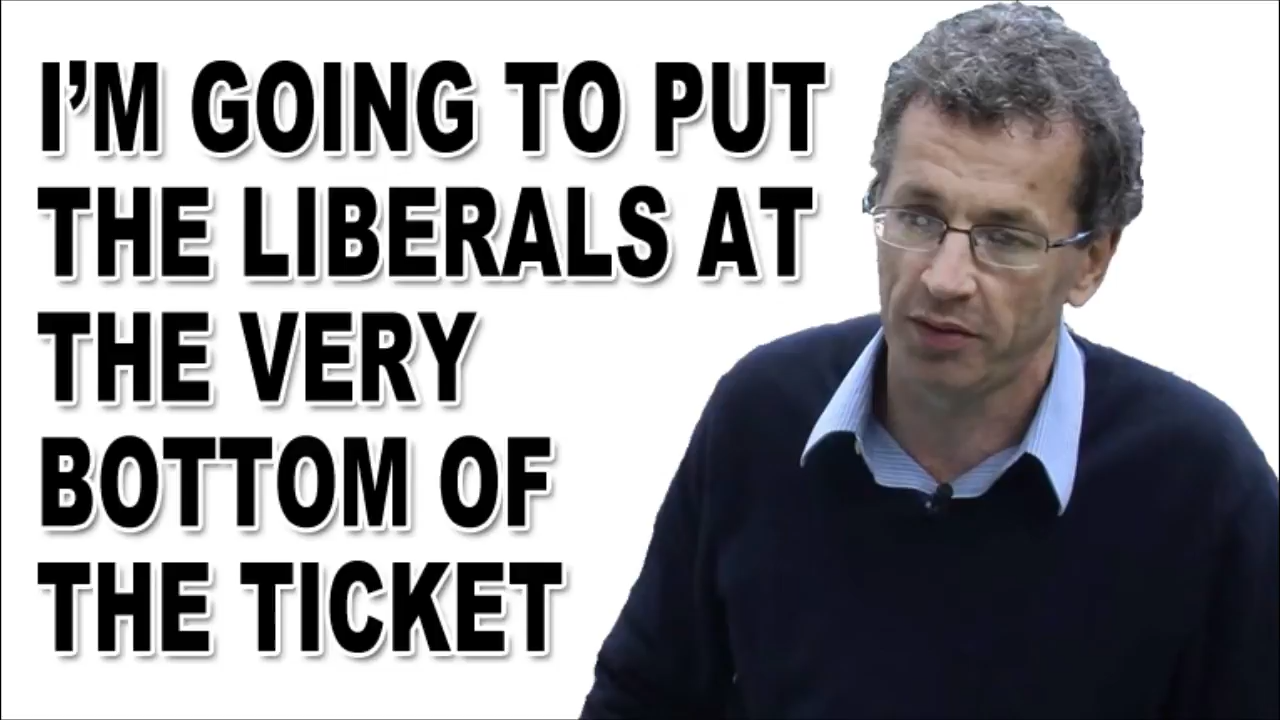 I'M GOING TO PUT
THE LIBERALS AT
THE VERY
BOTTOM OF
THE TICKET